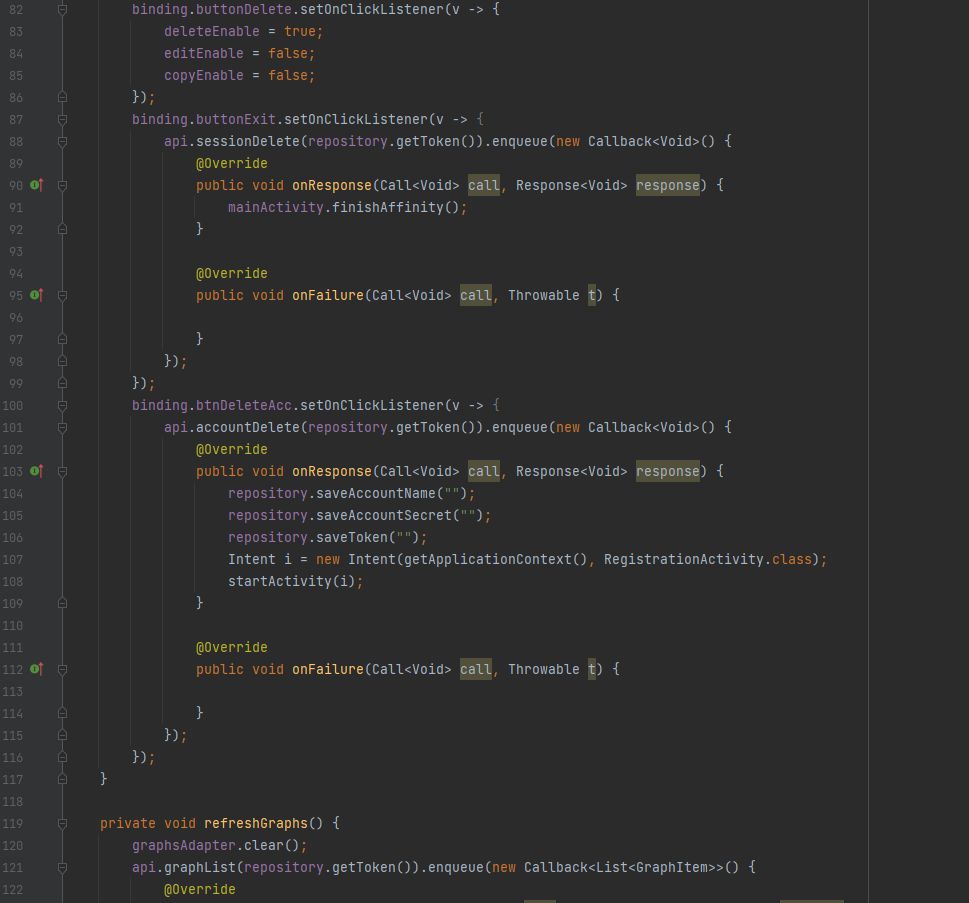 82 binding.buttonDelete.setOnClickListener(v -> {
83 deleteEnable = true;
84 editEnable = false;
85 copyEnable = false;
86 });
87 binding.buttonExit.setOnClickListener(v -> {
88 api.sessionDelete(repository.getToken()).enqueue(new Callback<Void>() {
89 @Override
90 public void onResponse(Call<Void> call, Response<Void> response) {
91 mainActivity.finishAffinity();
92 }
93
94 @Override
95 public void onFailure(Call<Void> call, Throwable t) {
96
97 }
98 });
99 });
100 binding.btnDeleteAcc.setOnClickListener(v -> {
101 api.accountDelete(repository.getToken()).enqueue(new Callback<Void>() {
102 @Override
103 public void onResponse(Call<Void> call, Response<Void> response) {
104 repository.saveAccountName("");
105 repository.saveAccountSecret("");
106 repository.saveToken("");
107 Intent i = new Intent(getApplicationContext(), RegistrationActivity.class);
108 startActivity(i);
109 }
110
111 @Override
112 public void onFailure(Call<Void> call, Throwable t) {
113
114 }
115 });
116 });
117 }
118
119 private void refreshGraphs() {
120 graphsAdapter.clear();
121 api.graphList(repository.getToken()).enqueue(new Callback<List<GraphItem>>() {
122 @Override